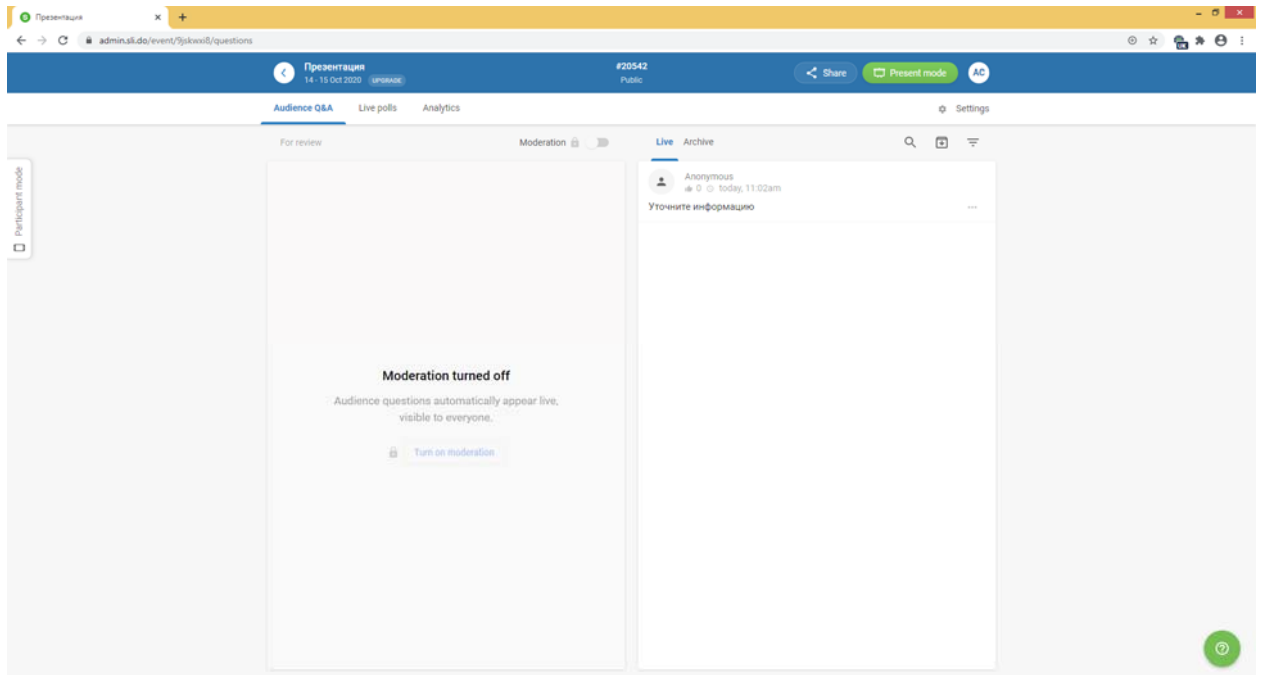 Презентация
admin.sli.do/event/9jskwxi8/questions
Презентация
14 - 15 Oct 2020 UPGRADE
#20542
Public
Share
Present mode
AC
Audience Q&A Live polls Analytics
Settings
For review
Moderation
Live Archive
Participant mode
Anonymous
0 today, 11:02am
Уточните информацию
Moderation turned off
Audience questions automatically appear live,
visible to everyone.
Turn on moderation